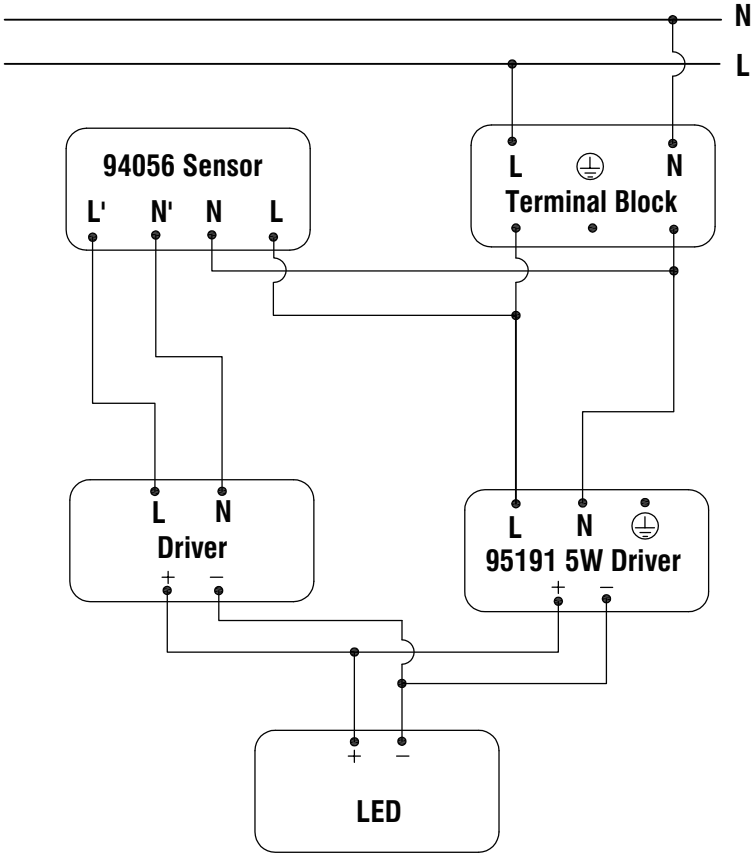 N
L
94056 Sensor
L' N' N L
L N
Terminal Block
L N
Driver
+ −
L N
95191 5W Driver
+ −
+ −
LED